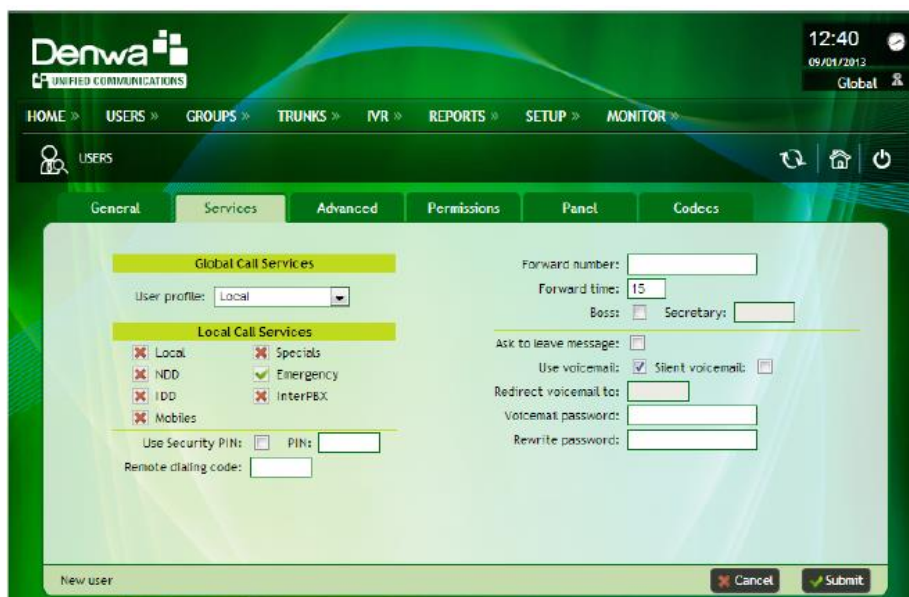 Denwa
UNIFIED COMMUNICATIONS
12:40
09/01/2013
Global
HOME » USERS » GROUPS » TRUNKS » IVR » REPORTS » SETUP » MONITOR »
USERS
General Services Advanced Permissions Panel Codecs
Global Call Services
User profile: Local
Local Call Services
Local Specials
NDD Emergency
IDD InterPBX
Mobiles
Use Security PIN: PIN:
Remote dialing code:
Forward number:
Forward time: 15
Boss: Secretary:
Ask to leave message:
Use voicemail: Silent voicemail:
Redirect voicemail to:
Voicemail password:
Rewrite password:
New user
Cancel Submit